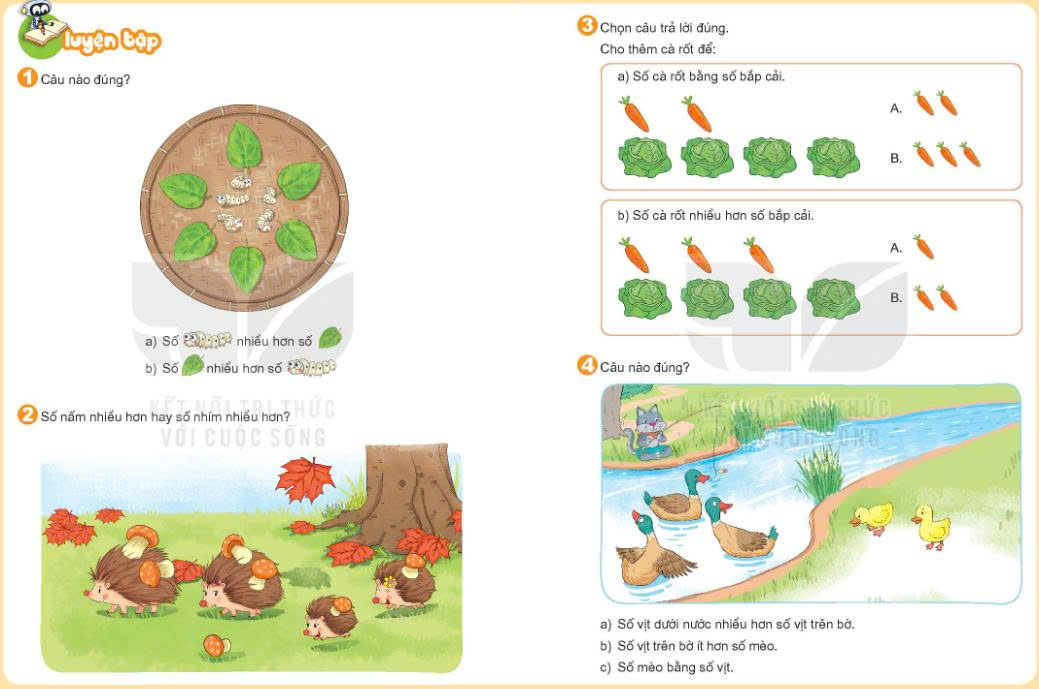 luyện tập
1 Câu nào đúng?
a) Số nhiều hơn số
b) Số nhiều hơn số
2 Số nấm nhiều hơn hay số nhím nhiều hơn?
KẾT NỐI TRI THỨC
VỚI CUỘC SỐNG
3 Chọn câu trả lời đúng.
Cho thêm cà rốt để:
a) Số cà rốt bằng số bắp cải.
A.
B.
b) Số cà rốt nhiều hơn số bắp cải.
A.
B.
4 Câu nào đúng?
KẾT NỐI TRI THỨC
VỚI CUỘC SỐNG
a) Số vịt dưới nước nhiều hơn số vịt trên bờ.
b) Số vịt trên bờ ít hơn số mèo.
c) Số mèo bằng số vịt.